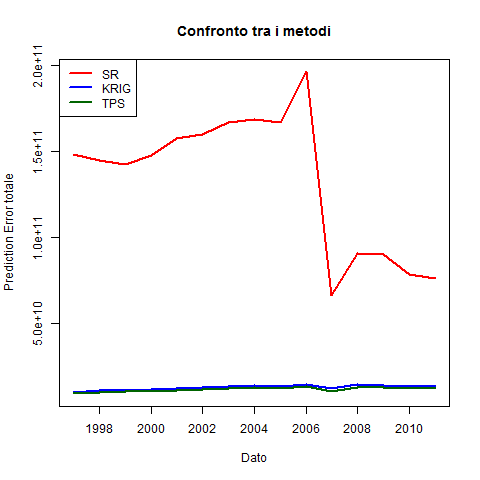 Confronto tra i metodi
SR
KRIG
TPS
Prediction Error totale
2.0e+11
1.5e+11
1.0e+11
5.0e+10
1998 2000 2002 2004 2006 2008 2010
Dato